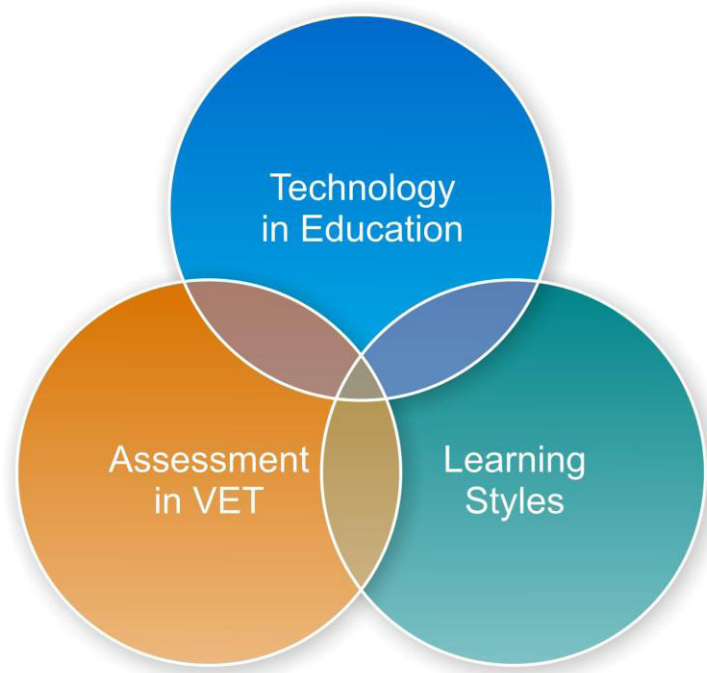 Technology
in Education
Assessment
in VET
Learning
Styles